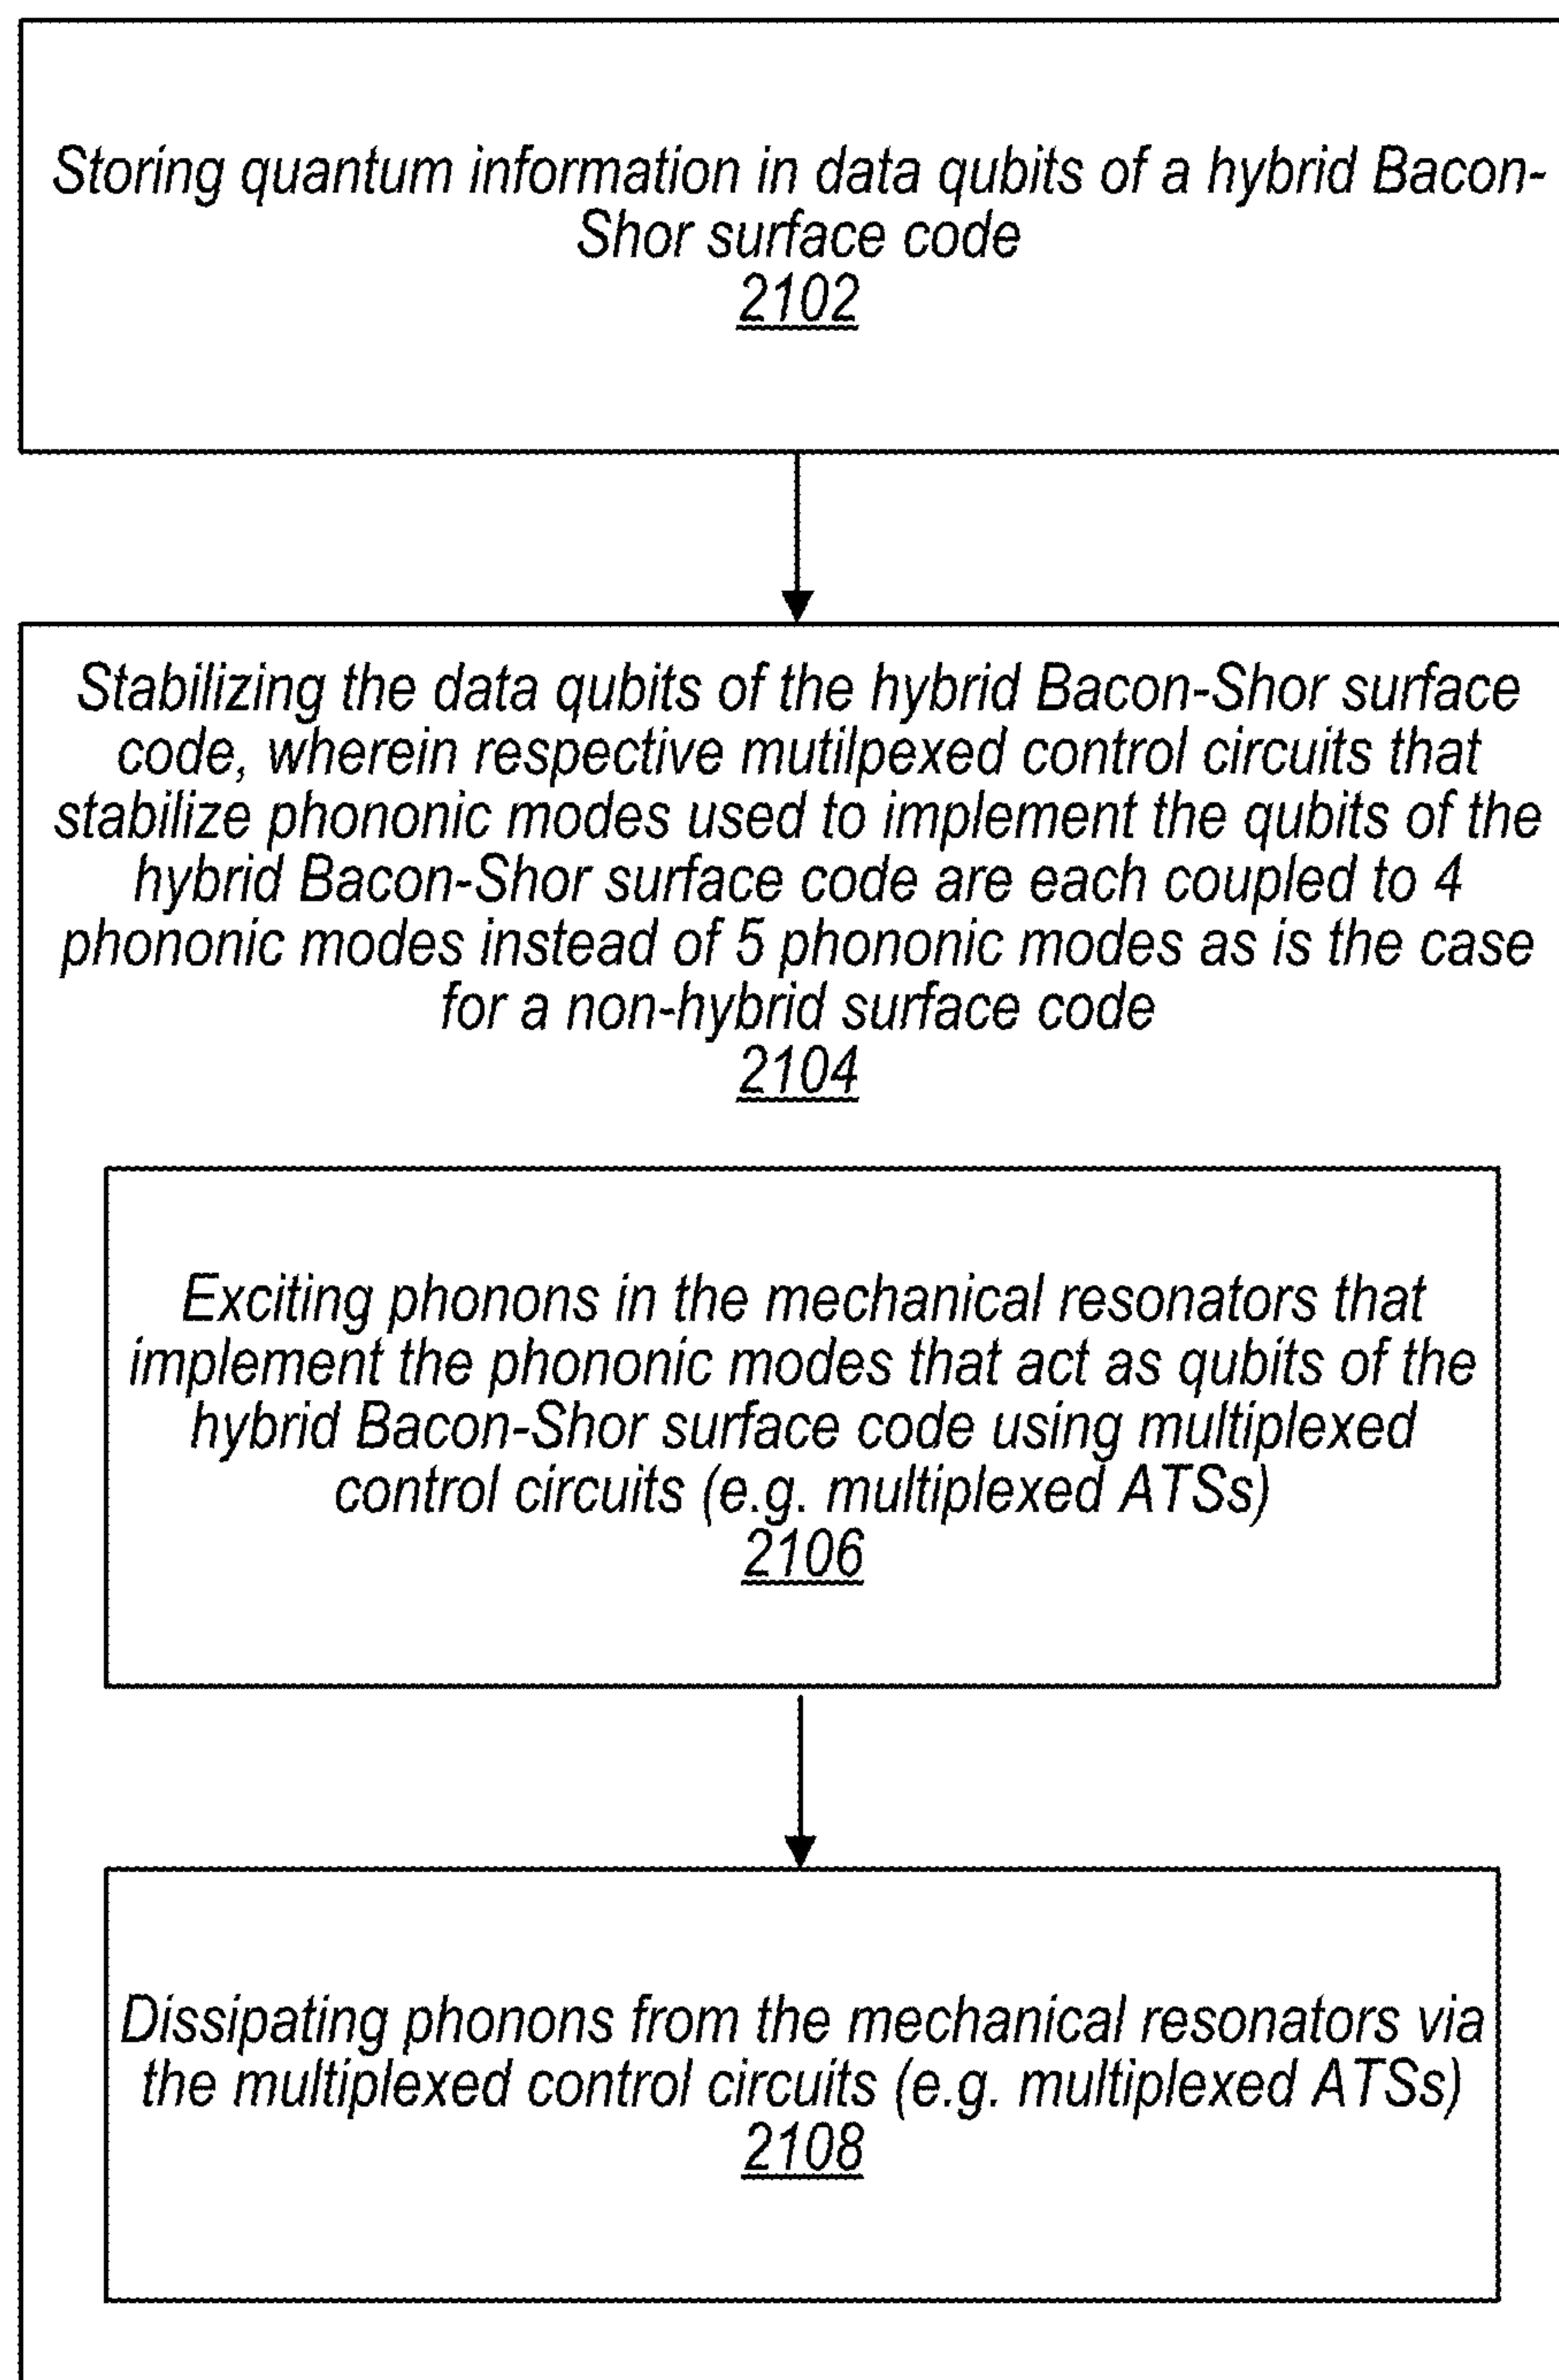 Storing quantum information in data qubits of a hybrid Bacon-
Shor surface code
2102
Stabilizing the data qubits of the hybrid Bacon-Shor surface
code, wherein respective mutilpexed control circuits that
stabilize phononic modes used to implement the qubits of the
hybrid Bacon-Shor surface code are each coupled to 4
phononic modes instead of 5 phononic modes as is the case
for a non-hybrid surface code
2104
Exciting phonons in the mechanical resonators that
implement the phononic modes that act as qubits of the
hybrid Bacon-Shor surface code using multiplexed
control circuits (e.g. multiplexed ATSs)
2106
Dissipating phonons from the mechanical resonators via
the multiplexed control circuits (e.g. multiplexed ATSs)
2108